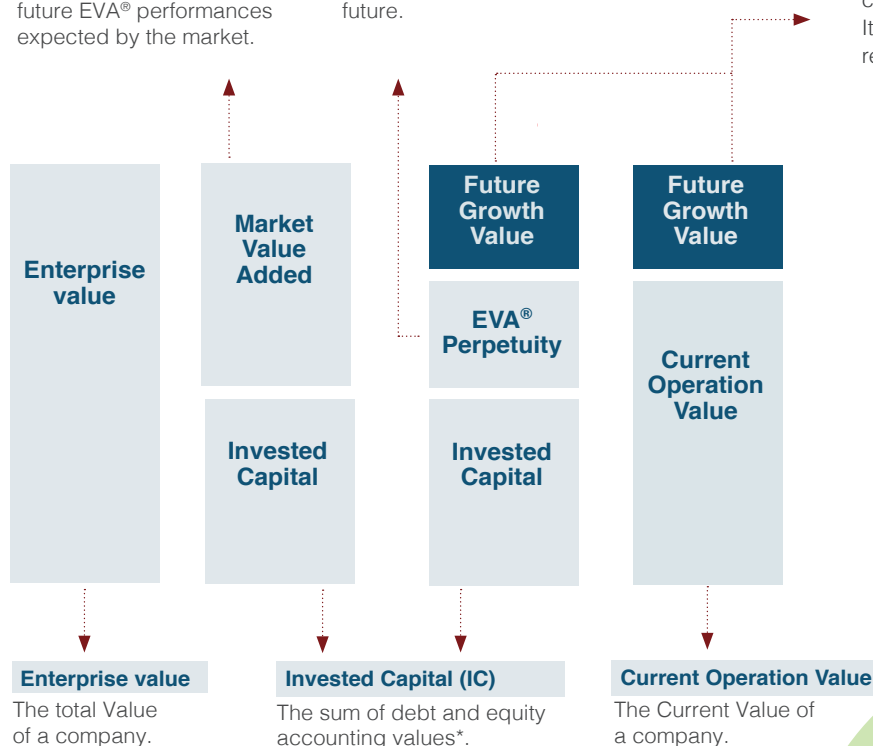 future EVA® performances
expected by the market.
future.
It
re
Future
Growth
Value
Future
Growth
Value
Market
Value
Added
Enterprise
value
EVA®
Perpetuity
Current
Operation
Value
Invested
Capital
Invested
Capital
Enterprise value
The total Value
of a company.
Invested Capital (IC)
The sum of debt and equity
accounting values*.
Current Operation Value
The Current Value of
a company.